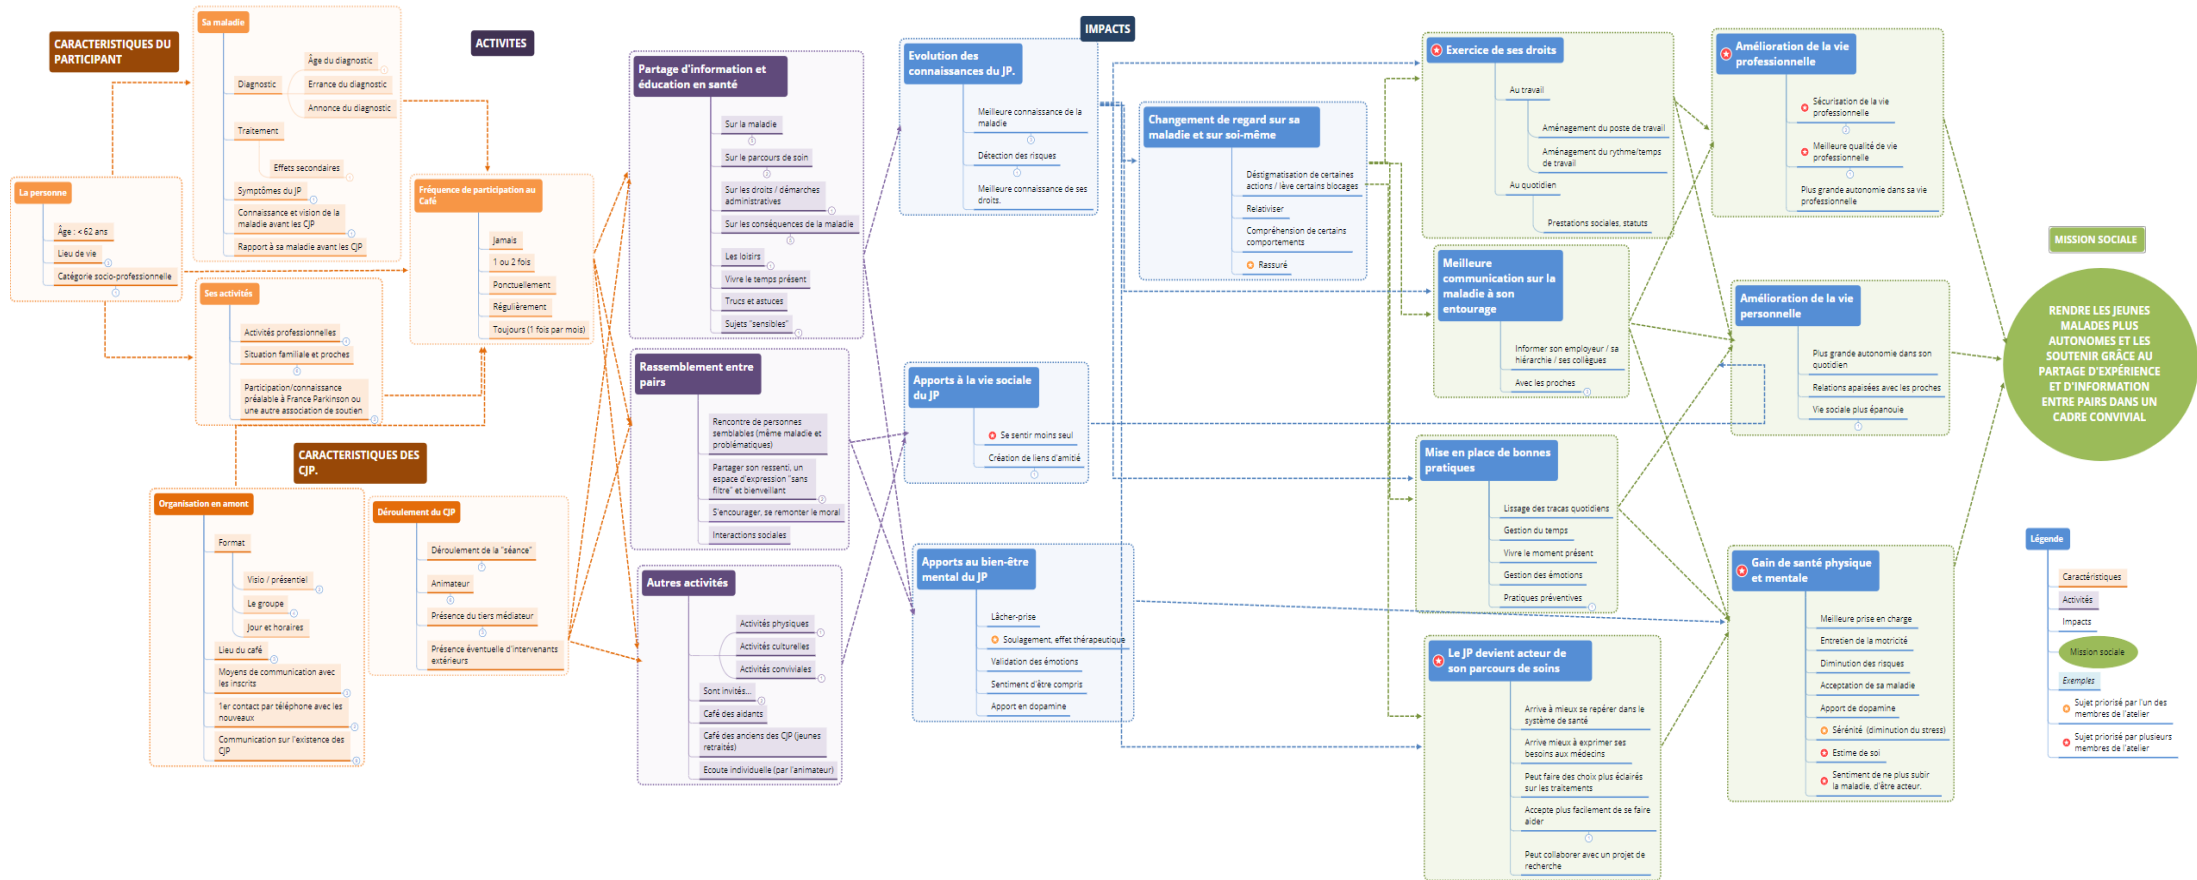 CARACTERISTIQUES DU
PARTICIPANT
La personne
Âge : < 62 ans
Lieu de vie
Catégorie socio-professionnelle
Sa maladie
Diagnostic
Âge du diagnostic
Errance du diagnostic
Annonce du diagnostic
Traitement
Effets secondaires
Symptômes du JP
Connaissance et vision de la
maladie avant les CJP
Rapport à sa maladie avant les CJP
Ses activités
Activités professionnelles
Situation familiale et proches
Participation/connaissance
préalable à France Parkinson ou
une autre association de soutien
CARACTERISTIQUES DES
CJP.
Organisation en amont
Format
Visio / présentiel
Le groupe
Jour et horaires
Lieu du café
Moyens de communication avec
les inscrits
1er contact par téléphone avec les
nouveaux
Communication sur l'existence des
CJP
Déroulement du CJP
Déroulement de la "séance"
Animateur
Présence du tiers médiateur
Présence éventuelle d'intervenants
extérieurs
ACTIVITES
Fréquence de participation au
Café
Jamais
1 ou 2 fois
Ponctuellement
Régulièrement
Toujours (1 fois par mois)
Partage d'information et
éducation en santé
Sur la maladie
Sur le parcours de soin
Sur les droits / démarches
administratives
Sur les conséquences de la maladie
Les loisirs
Vivre le temps présent
Trucs et astuces
Sujets "sensibles"
Rassemblement entre
pairs
Rencontre de personnes
semblables (même maladie et
problématiques)
Partager son ressenti, un
espace d'expression "sans
filtre" et bienveillant
S'encourager, se remonter le moral
Interactions sociales
Autres activités
Activités physiques
Activités culturelles
Activités conviviales
Sont invités...
Café des aidants
Café des anciens des CJP (jeunes
retraités)
Ecoute individuelle (par l'animateur)
IMPACTS
Evolution des
connaissances du JP.
Meilleure connaissance de la
maladie
Détection des risques
Meilleure connaissance de ses
droits.
Apports à la vie sociale
du JP
Se sentir moins seul
Création de liens d'amitié
Apports au bien-être
mental du JP
Lâcher-prise
Soulagement, effet thérapeutique
Validation des émotions
Sentiment d'être compris
Apport en dopamine
Changement de regard sur sa
maladie et sur soi-même
Déstigmatisation de certaines
actions / lève certains blocages
Relativiser
Compréhension de certains
comportements
Rassuré
Exercice de ses droits
Au travail
Aménagement du poste de travail
Aménagement du rythme/temps
de travail
Au quotidien
Prestations sociales, statuts
Meilleure
communication sur la
maladie à son
entourage
Informer son employeur / sa
hiérarchie / ses collègues
Avec les proches
Mise en place de bonnes
pratiques
Lissage des tracas quotidiens
Gestion du temps
Vivre le moment présent
Gestion des émotions
Pratiques préventives
Le JP devient acteur de
son parcours de soins
Arrive à mieux se repérer dans le
système de santé
Arrive mieux à exprimer ses
besoins aux médecins
Peut faire des choix plus éclairés
sur les traitements
Accepte plus facilement de se faire
aider
Peut collaborer avec un projet de
recherche
Amélioration de la vie
professionnelle
Sécurisation de la vie
professionnelle
Meilleure qualité de vie
professionnelle
Plus grande autonomie dans sa vie
professionnelle
Amélioration de la vie
personnelle
Plus grande autonomie dans son
quotidien
Relations apaisées avec les proches
Vie sociale plus épanouie
Gain de santé physique
et mentale
Meilleure prise en charge
Entretien de la motricité
Diminution des risques
Acceptation de sa maladie
Apport de dopamine
Sérénité (diminution du stress)
Estime de soi
Sentiment de ne plus subir
la maladie, d'être acteur.
MISSION SOCIALE
RENDRE LES JEUNES
MALADES PLUS
AUTONOMES ET LES
SOUTENIR GRÂCE AU
PARTAGE D'EXPÉRIENCE
ET D'INFORMATION
ENTRE PAIRS DANS UN
CADRE CONVIVIAL
Légende
Caractéristiques
Activités
Impacts
Mission sociale
Exemples
Sujet priorisé par l'un des
membres de l'atelier
Sujet priorisé par plusieurs
membres de l'atelier